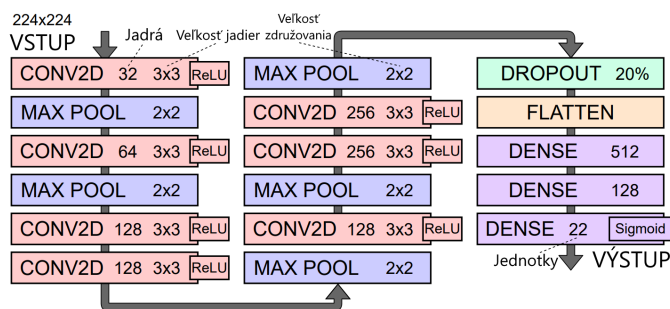 224x224
VSTUP
Jadrá
Veľkosť jadier
Veľkosť
združovania
CONV2D 32 3x3 ReLU
MAX POOL 2x2
CONV2D 64 3x3 ReLU
MAX POOL 2x2
CONV2D 128 3x3 ReLU
CONV2D 128 3x3 ReLU
MAX POOL 2x2
CONV2D 256 3x3 ReLU
CONV2D 256 3x3 ReLU
MAX POOL 2x2
CONV2D 128 3x3 ReLU
MAX POOL 2x2
DROPOUT 20%
FLATTEN
DENSE 512
DENSE 128
DENSE 22 Sigmoid
Jednotky
VÝSTUP